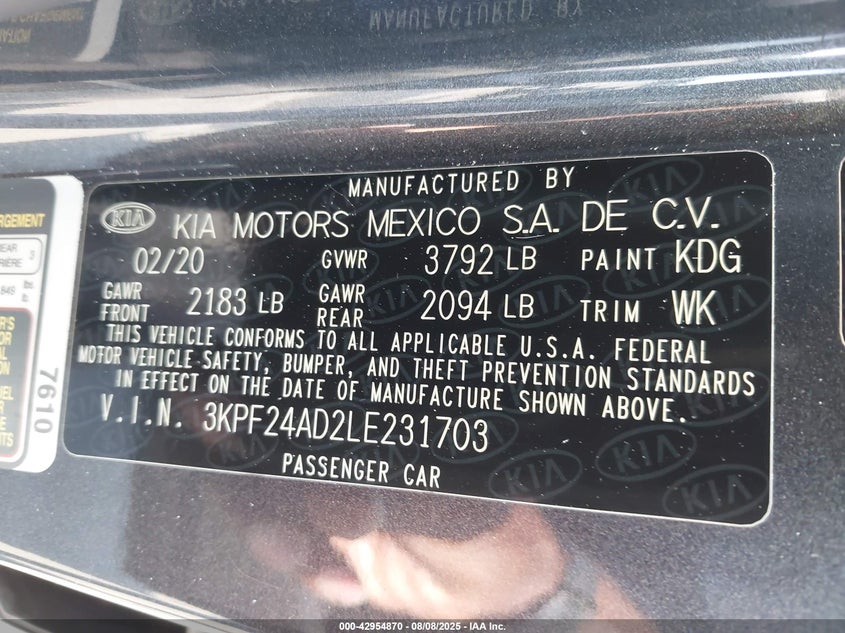 MANUFACTURED BY
KIA KIA MOTORS MEXICO S.A. DE C.V.
02/20 GVWR 3792 LB PAINT KDG
GAWR FRONT 2183 LB GAWR REAR 2094 LB TRIM WK
THIS VEHICLE CONFORMS TO ALL APPLICABLE U.S.A. FEDERAL
MOTOR VEHICLE SAFETY, BUMPER, AND THEFT PREVENTION STANDARDS
IN EFFECT ON THE DATE OF MANUFACTURE SHOWN ABOVE.
V.I.N. 3KPF24AD2LE231703
PASSENGER CAR
7610
000-42954870 - 08/08/2025 - IAA Inc.